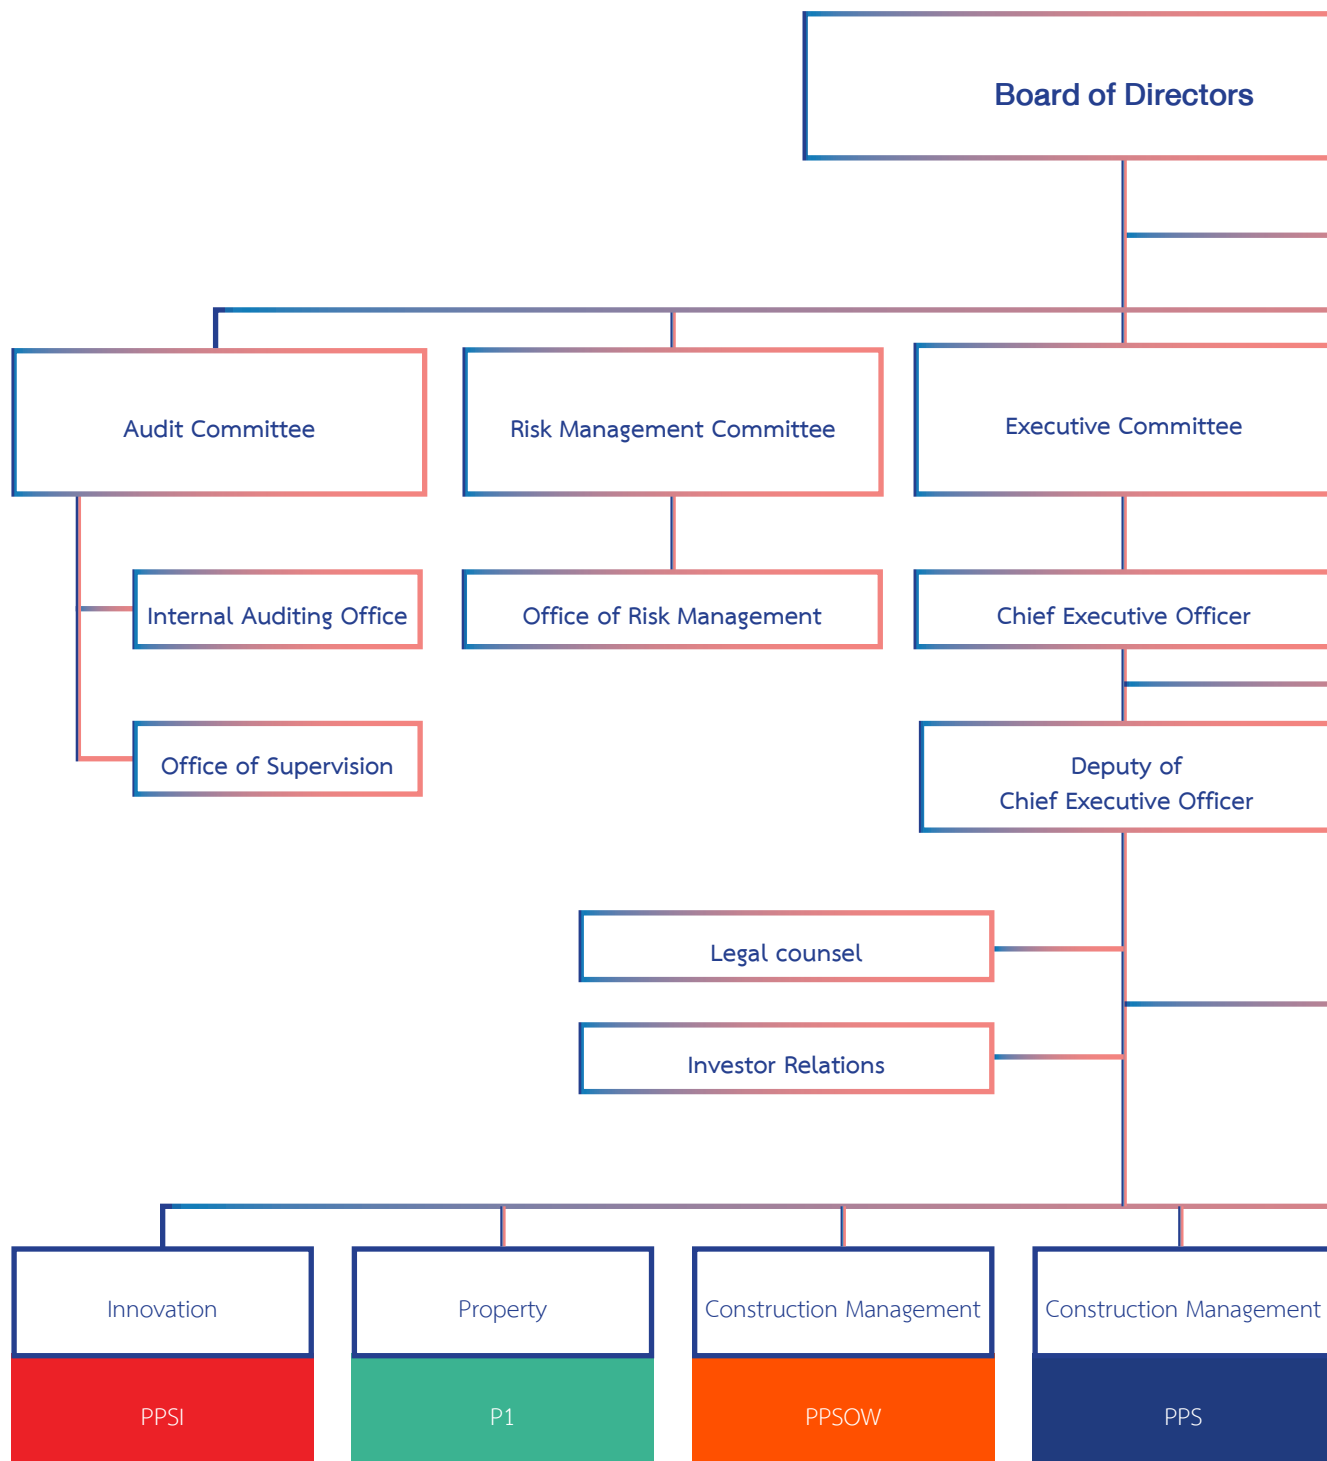 Board of Directors
Audit Committee
Risk Management Committee
Executive Committee
Internal Auditing Office
Office of Risk Management
Chief Executive Officer
Office of Supervision
Deputy of
Chief Executive Officer
Legal counsel
Investor Relations
Innovation
Property
Construction Management
Construction Management
PPSI
P1
PPSOW
PPS